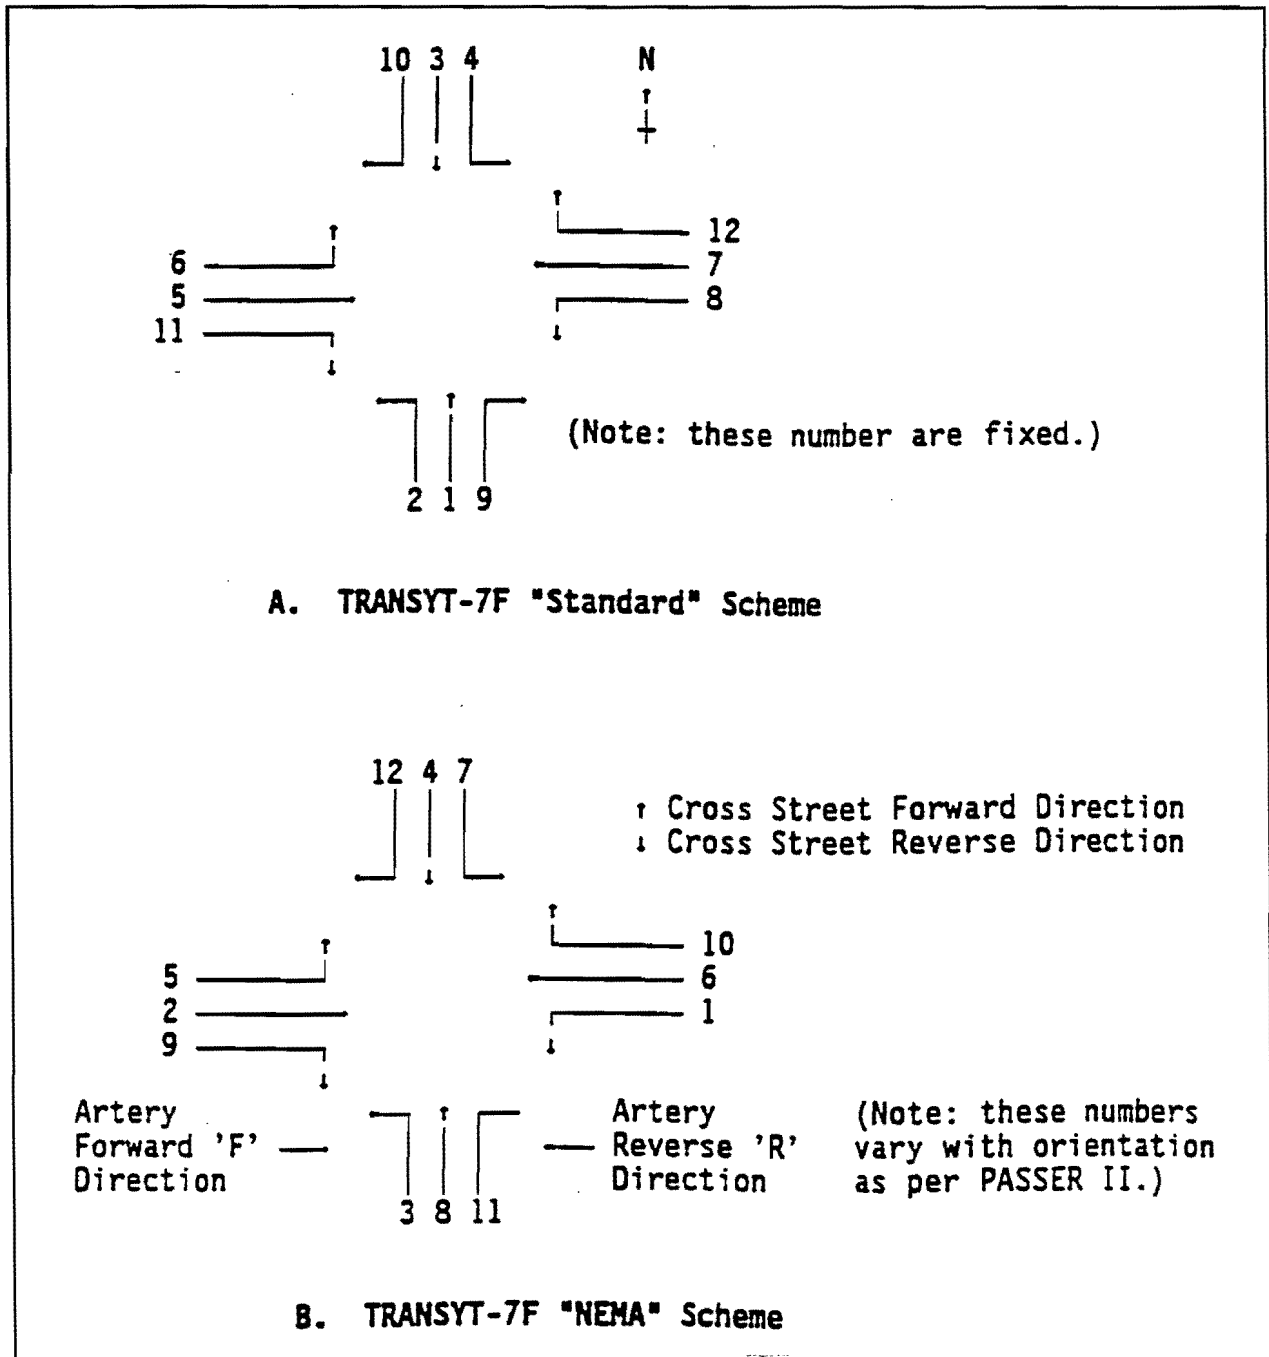 10 3 4 N
12
6 7
5 8
11
(Note: these number are fixed.)
2 1 9
A. TRANSYT-7F "Standard" Scheme
12 4 7
Cross Street Forward Direction
Cross Street Reverse Direction
10
5 6
2 1
9
Artery
Forward 'F'
Direction
Artery
Reverse 'R'
Direction
(Note: these numbers
vary with orientation
as per PASSER II.)
3 8 11
B. TRANSYT-7F "NEMA" Scheme